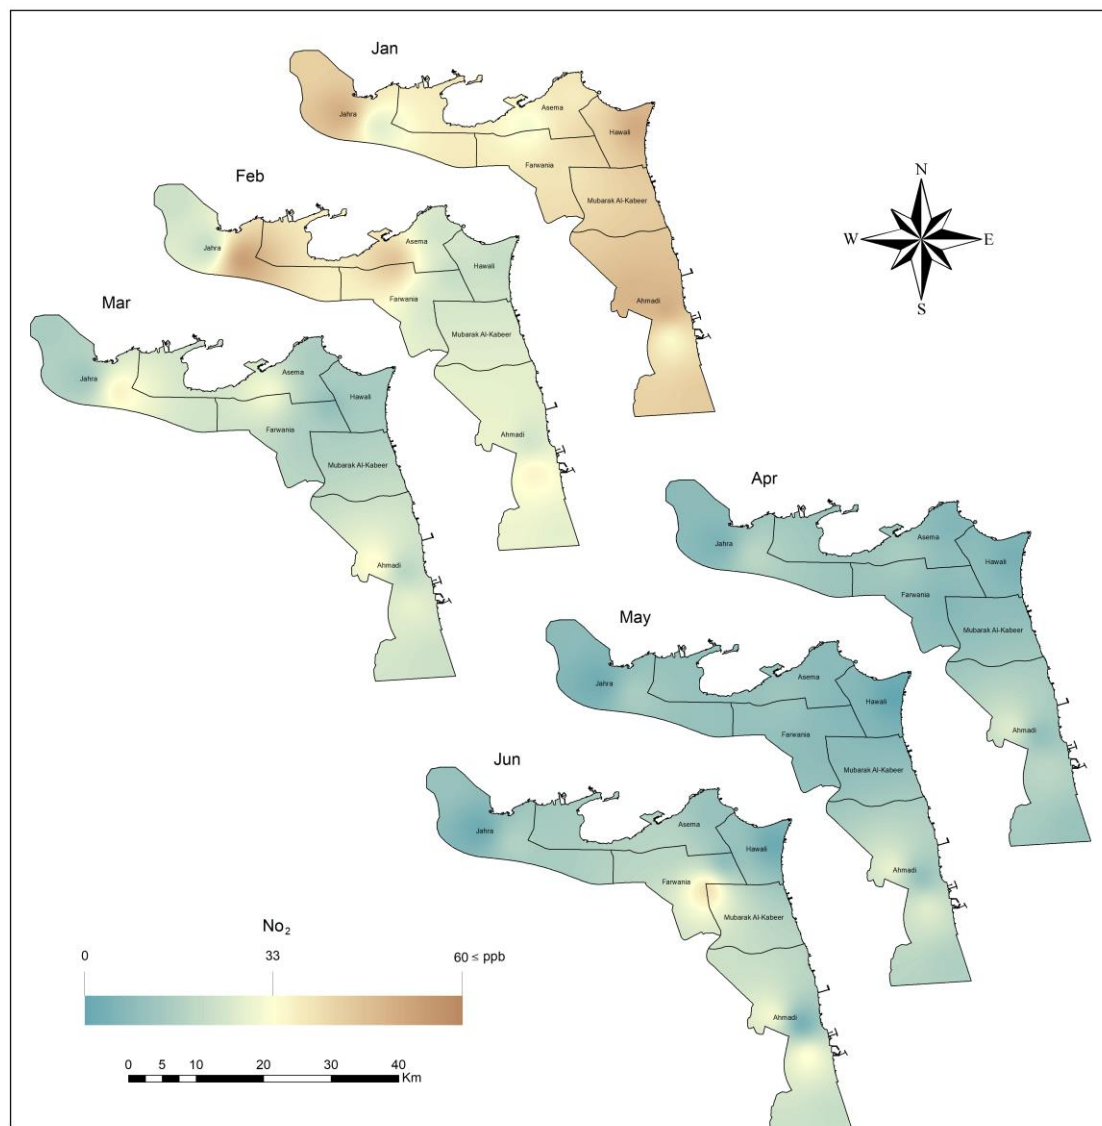 Jan
Jahra
Asema
Hawali
Farwania
Mubarak Al-Kabeer
Ahmadi
Feb
Jahra
Asema
Hawali
Farwania
Mubarak Al-Kabeer
Ahmadi
N
W E
S
Mar
Jahra
Asema
Hawali
Farwania
Mubarak Al-Kabeer
Ahmadi
Apr
Jahra
Asema
Hawali
Farwania
Mubarak Al-Kabeer
Ahmadi
May
Jahra
Asema
Hawali
Farwania
Mubarak Al-Kabeer
Ahmadi
Jun
Jahra
Asema
Hawali
Farwania
Mubarak Al-Kabeer
Ahmadi
No₂
0 33 60 ≤ ppb
0 5 10 20 30 40
Km